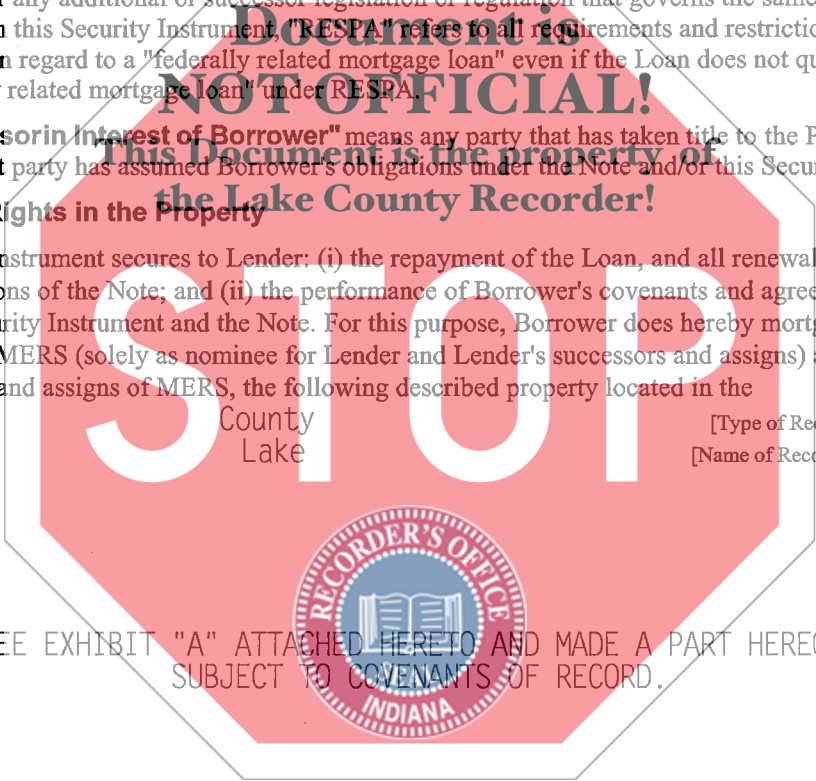 any additional or successor legislation or regulation that governs the same
this Security Instrument, "RESPA" refers to all requirements and restrictio
regard to a "federally related mortgage loan" even if the Loan does not qu
related mortgage loan" under RESPA.
Document is
NOT OFFICIAL!
This Document is the property of
the Lake County Recorder!
sorin Interest of Borrower" means any party that has taken title to the P
t party has assumed Borrower's obligations under the Note and/or this Secur
ights in the Property
nstrument secures to Lender: (i) the repayment of the Loan, and all renewal
ons of the Note; and (ii) the performance of Borrower's covenants and agree
rity Instrument and the Note. For this purpose, Borrower does hereby mortg
MERS (solely as nominee for Lender and Lender's successors and assigns) a
and assigns of MERS, the following described property located in the
County [Type of Rec
Lake [Name of Reco
STOP
RECORDER'S OFFICE
SEAL
INDIANA
EE EXHIBIT "A" ATTACHED HERETO AND MADE A PART HEREO
SUBJECT TO COVENANTS OF RECORD.